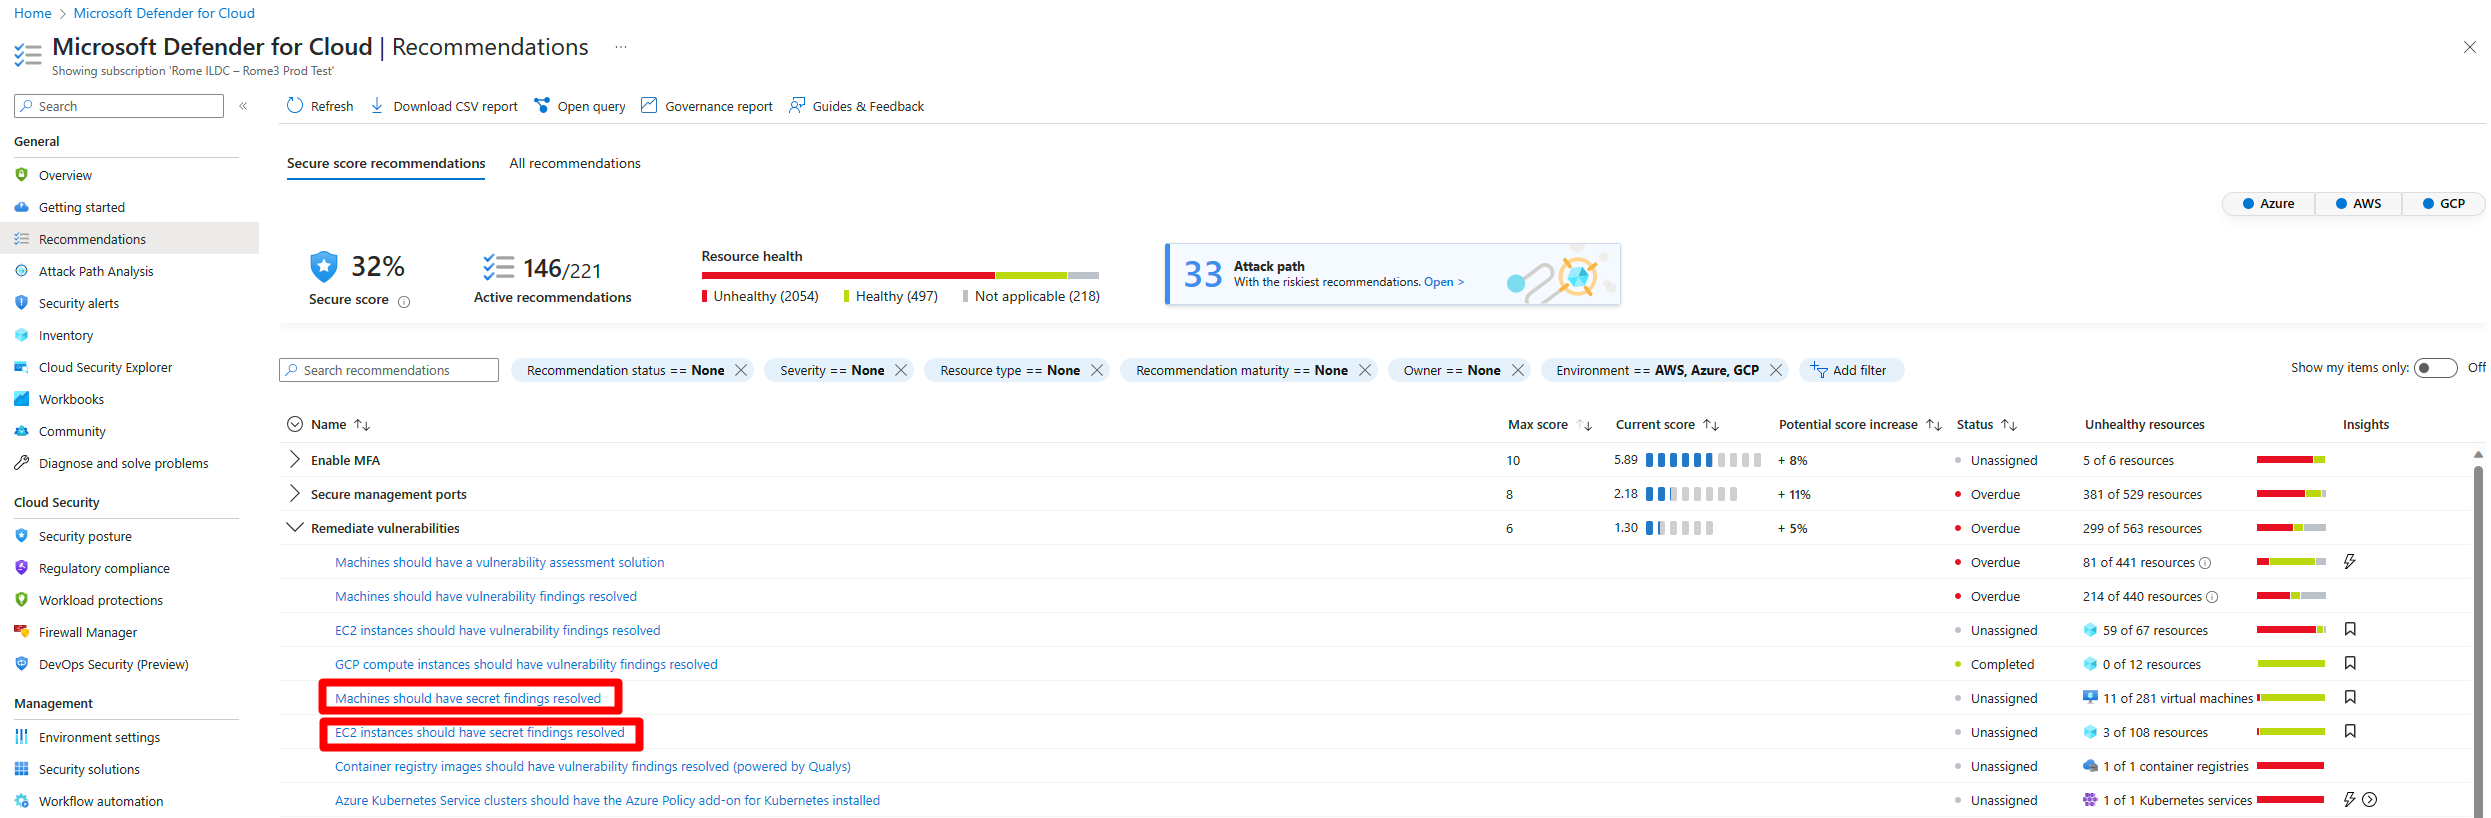 Home > Microsoft Defender for Cloud
Microsoft Defender for Cloud | Recommendations ...
Showing subscription 'Rome ILDC – Rome3 Prod Test'
Search «
General
Overview
Getting started
Recommendations
Attack Path Analysis
Security alerts
Inventory
Cloud Security Explorer
Workbooks
Community
Diagnose and solve problems
Cloud Security
Security posture
Regulatory compliance
Workload protections
Firewall Manager
DevOps Security (Preview)
Management
Environment settings
Security solutions
Workflow automation
Refresh Download CSV report Open query Governance report Guides & Feedback
Secure score recommendations All recommendations
Azure AWS GCP
32%
Secure score
146/221
Active recommendations
Resource health
Unhealthy (2054) Healthy (497) Not applicable (218)
33
Attack path
With the riskiest recommendations. Open >
Search recommendations Recommendation status == None Severity == None Resource type == None Recommendation maturity == None Owner == None Environment == AWS, Azure, GCP Add filter Show my items only: Off
Name Max score Current score Potential score increase Status Unhealthy resources Insights
Enable MFA 10 5.89 + 8% Unassigned 5 of 6 resources
Secure management ports 8 2.18 + 11% Overdue 381 of 529 resources
Remediate vulnerabilities 6 1.30 + 5% Overdue 299 of 563 resources
Machines should have a vulnerability assessment solution Overdue 81 of 441 resources
Machines should have vulnerability findings resolved Overdue 214 of 440 resources
EC2 instances should have vulnerability findings resolved Unassigned 59 of 67 resources
GCP compute instances should have vulnerability findings resolved Completed 0 of 12 resources
Machines should have secret findings resolved Unassigned 11 of 281 virtual machines
EC2 instances should have secret findings resolved Unassigned 3 of 108 resources
Container registry images should have vulnerability findings resolved (powered by Qualys) Unassigned 1 of 1 container registries
Azure Kubernetes Service clusters should have the Azure Policy add-on for Kubernetes installed Unassigned 1 of 1 Kubernetes services